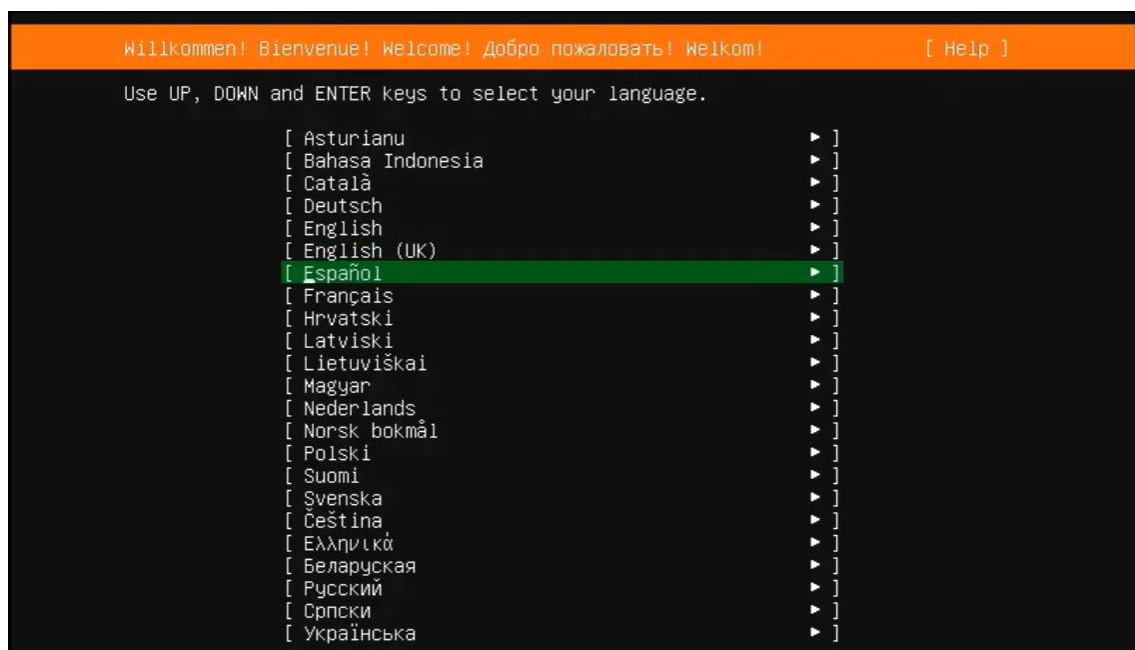 Willkommen! Bienvenue! Welcome! Добро пожаловать! Welkom! [ Help ]
Use UP, DOWN and ENTER keys to select your language.
[ Asturianu ► ]
[ Bahasa Indonesia ► ]
[ Català ► ]
[ Deutsch ► ]
[ English ► ]
[ English (UK) ► ]
[ Español ► ]
[ Français ► ]
[ Hrvatski ► ]
[ Latviski ► ]
[ Lietuviškai ► ]
[ Magyar ► ]
[ Nederlands ► ]
[ Norsk bokmål ► ]
[ Polski ► ]
[ Suomi ► ]
[ Svenska ► ]
[ Čeština ► ]
[ Ελληνικά ► ]
[ Беларуская ► ]
[ Русский ► ]
[ Српски ► ]
[ Українська ► ]